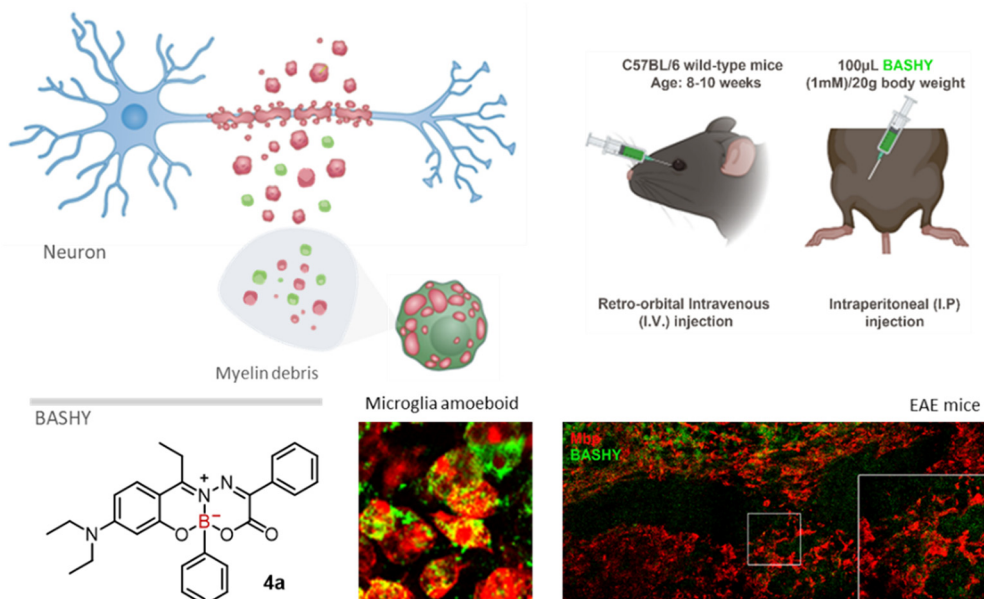 C57BL/6 wild-type mice
Age: 8-10 weeks
100µL BASHY
(1mM)/20g body weight
Neuron
Retro-orbital Intravenous
(I.V.) injection
Intraperitoneal (I.P)
injection
Myelin debris
BASHY
Microglia amoeboid
EAE mice
Mbp
BASHY
N
+
N
B
−
O
O
O
N
4a